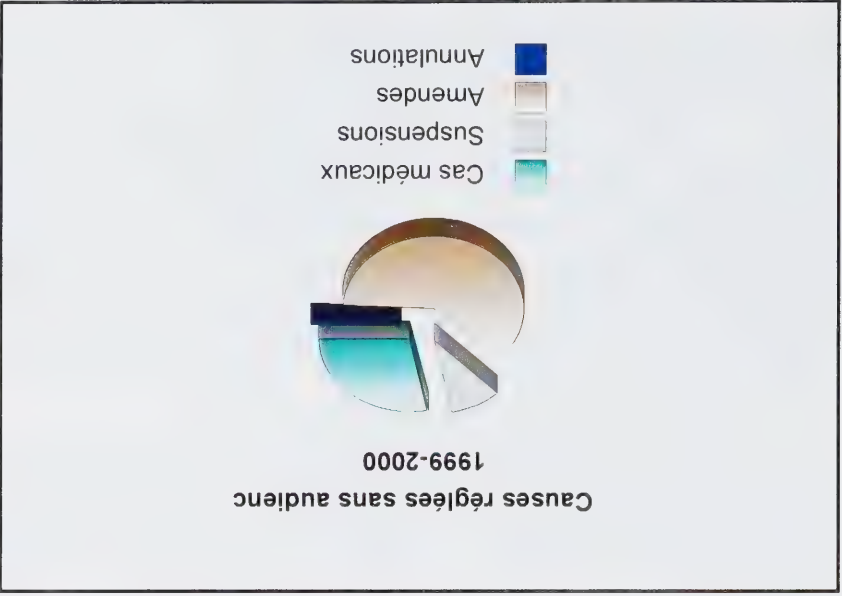 Causes réglées sans audienc
1999-2000
Cas médicaux
Suspensions
Amendes
Annulations